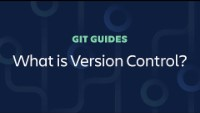 GIT GUIDES
What is Version Control?